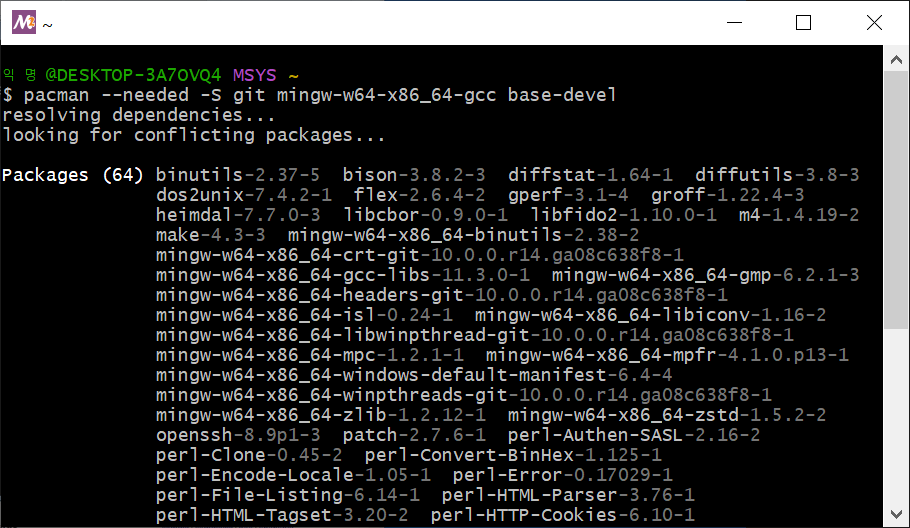 ~
익 명 @DESKTOP-3A7OVQ4 MSYS ~
$ pacman --needed -S git mingw-w64-x86_64-gcc base-devel
resolving dependencies...
looking for conflicting packages...
Packages (64) binutils-2.37-5 bison-3.8.2-3 diffstat-1.64-1 diffutils-3.8-3
dos2unix-7.4.2-1 flex-2.6.4-2 gperf-3.1-4 groff-1.22.4-3
heimdal-7.7.0-3 libcbor-0.9.0-1 libfido2-1.10.0-1 m4-1.4.19-2
make-4.3-3 mingw-w64-x86_64-binutils-2.38-2
mingw-w64-x86_64-crt-git-10.0.0.r14.ga08c638f8-1
mingw-w64-x86_64-gcc-libs-11.3.0-1 mingw-w64-x86_64-gmp-6.2.1-3
mingw-w64-x86_64-headers-git-10.0.0.r14.ga08c638f8-1
mingw-w64-x86_64-isl-0.24-1 mingw-w64-x86_64-libiconv-1.16-2
mingw-w64-x86_64-libwinpthread-git-10.0.0.r14.ga08c638f8-1
mingw-w64-x86_64-mpc-1.2.1-1 mingw-w64-x86_64-mpfr-4.1.0.p13-1
mingw-w64-x86_64-windows-default-manifest-6.4-4
mingw-w64-x86_64-winpthreads-git-10.0.0.r14.ga08c638f8-1
mingw-w64-x86_64-zlib-1.2.12-1 mingw-w64-x86_64-zstd-1.5.2-2
openssh-8.9p1-3 patch-2.7.6-1 perl-Authen-SASL-2.16-2
perl-Clone-0.45-2 perl-Convert-BinHex-1.125-1
perl-Encode-Locale-1.05-1 perl-Error-0.17029-1
perl-File-Listing-6.14-1 perl-HTML-Parser-3.76-1
perl-HTML-Tagset-3.20-2 perl-HTTP-Cookies-6.10-1